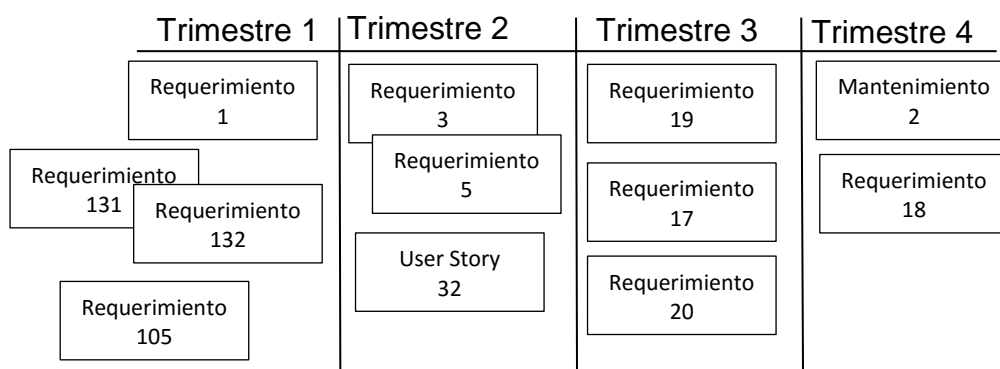 Trimestre 1
Trimestre 2
Trimestre 3
Trimestre 4
Requerimiento
1
Requerimiento
131
Requerimiento
132
Requerimiento
105
Requerimiento
3
Requerimiento
5
User Story
32
Requerimiento
19
Requerimiento
17
Requerimiento
20
Mantenimiento
2
Requerimiento
18